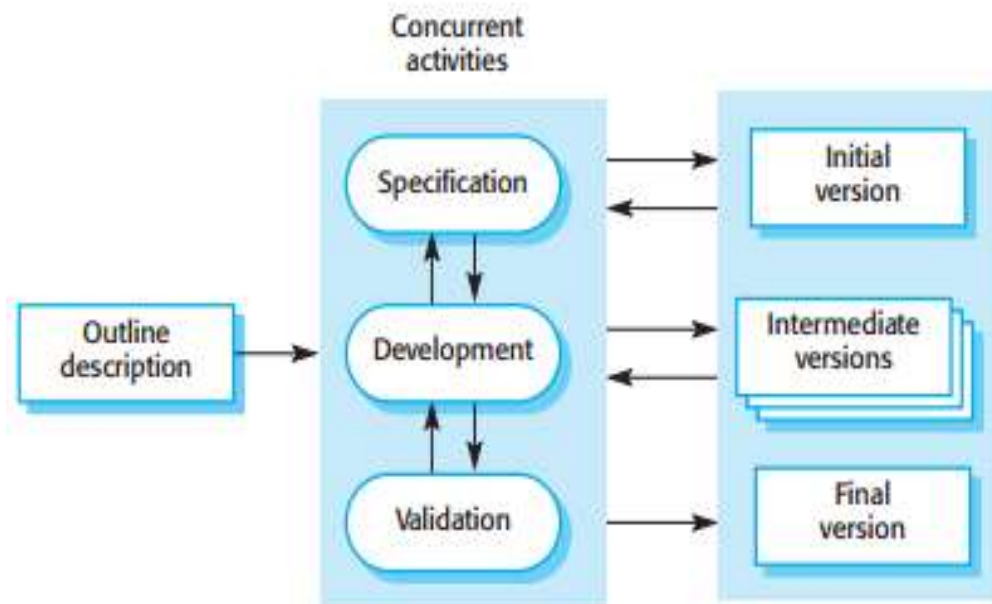 Concurrent
activities
Specification
Initial
version
Outline
description
Development
Intermediate
versions
Validation
Final
version